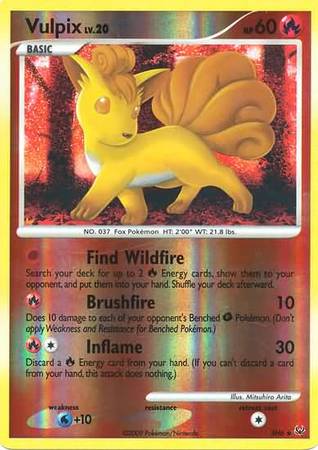 Vulpix LV.20 HP 60
BASIC
NO. 037 Fox Pokémon HT: 2'00" WT: 21.8 lbs.
Find Wildfire
Search your deck for up to 2 Energy cards, show them to your
opponent, and put them into your hand. Shuffle your deck afterward.
Brushfire 10
Does 10 damage to each of your opponent's Benched Pokémon. (Don't
apply Weakness and Resistance for Benched Pokémon.)
Inflame 30
Discard a Energy card from your hand. (If you can't discard a card
from your hand, this attack does nothing.)
Illus. Mitsuhiro Arita
weakness resistance retreat cost
+10
©2009 Pokémon/Nintendo
SH6